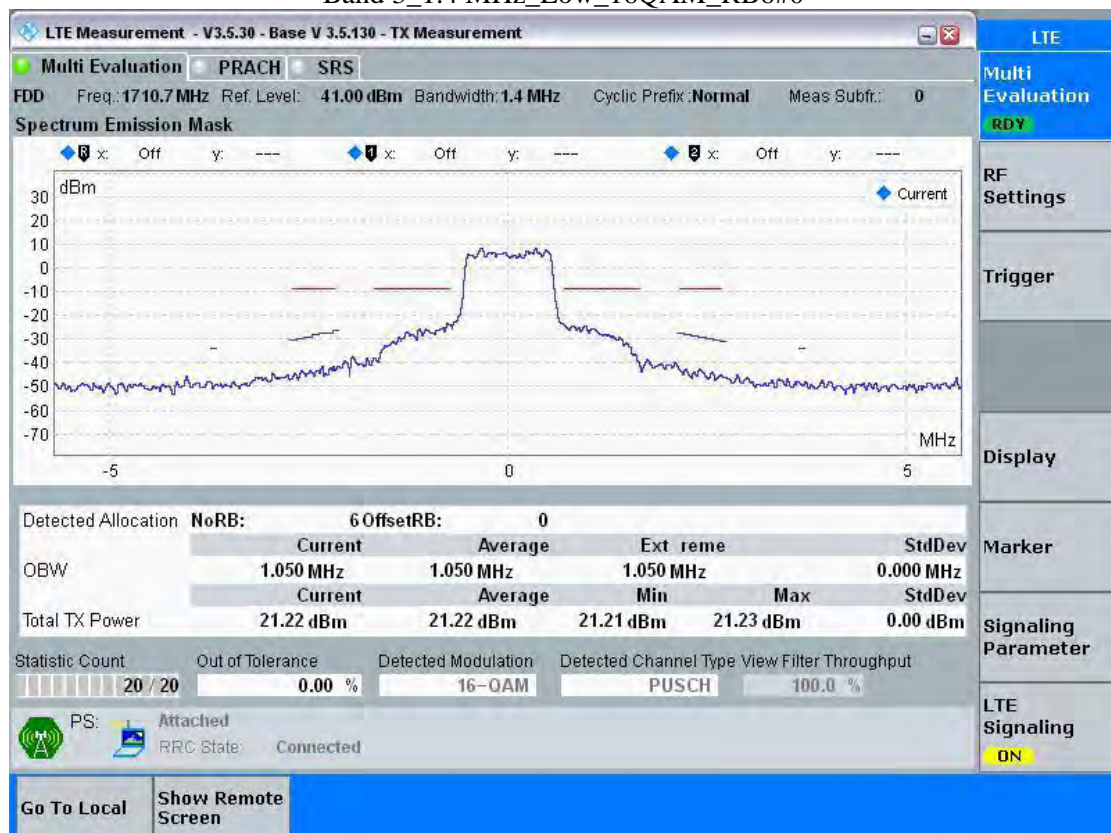 LTE Measurement - V3.5.30 - Base V 3.5.130 - TX Measurement
LTE
Multi Evaluation PRACH SRS
Multi
Evaluation
RDY
FDD Freq.: 1710.7 MHz Ref. Level: 41.00 dBm Bandwidth: 1.4 MHz Cyclic Prefix : Normal Meas Subfr.: 0
Spectrum Emission Mask
R x: Off y: --- 1 x: Off y: --- 2 x: Off y: ---
dBm
Current
30
20
10
0
-10
-20
-30
-40
-50
-60
-70
MHz
-5 0 5
RF
Settings
Trigger
Display
Marker
Signaling
Parameter
LTE
Signaling
ON
Detected Allocation NoRB: 6 OffsetRB: 0
Current Average Ext reme StdDev
OBW 1.050 MHz 1.050 MHz 1.050 MHz 0.000 MHz
Current Average Min Max StdDev
Total TX Power 21.22 dBm 21.22 dBm 21.21 dBm 21.23 dBm 0.00 dBm
Statistic Count Out of Tolerance Detected Modulation Detected Channel Type View Filter Throughput
20 / 20 0.00 % 16-QAM PUSCH 100.0 %
PS: Attached
RRC State: Connected
Go To Local
Show Remote
Screen